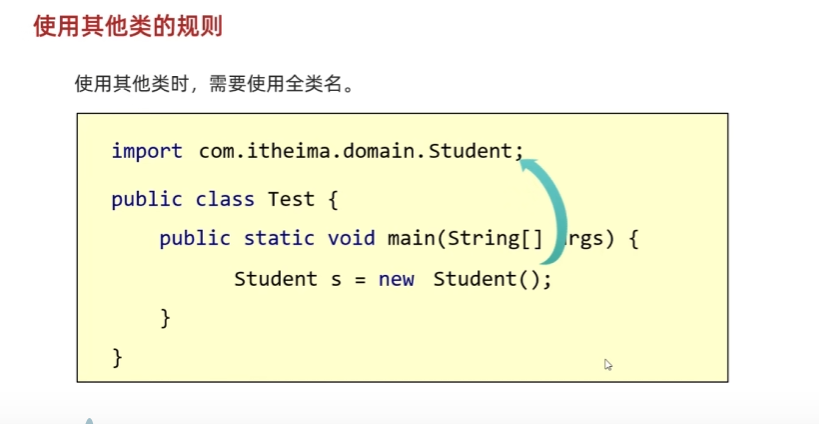 使用其他类的规则
使用其他类时，需要使用全类名。
import com.itheima.domain.Student;
public class Test {
public static void main(String[] rgs) {
Student s = new Student();
}
}